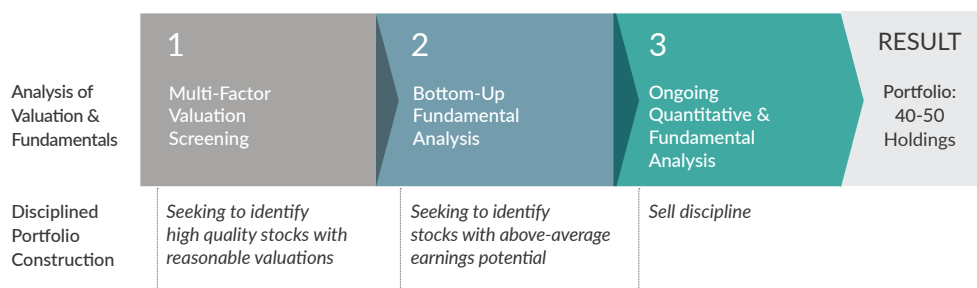 Analysis of
Valuation &
Fundamentals
1
Multi-Factor
Valuation
Screening
2
Bottom-Up
Fundamental
Analysis
3
Ongoing
Quantitative &
Fundamental
Analysis
RESULT
Portfolio:
40-50
Holdings
Disciplined
Portfolio
Construction
Seeking to identify
high quality stocks with
reasonable valuations
Seeking to identify
stocks with above-average
earnings potential
Sell discipline